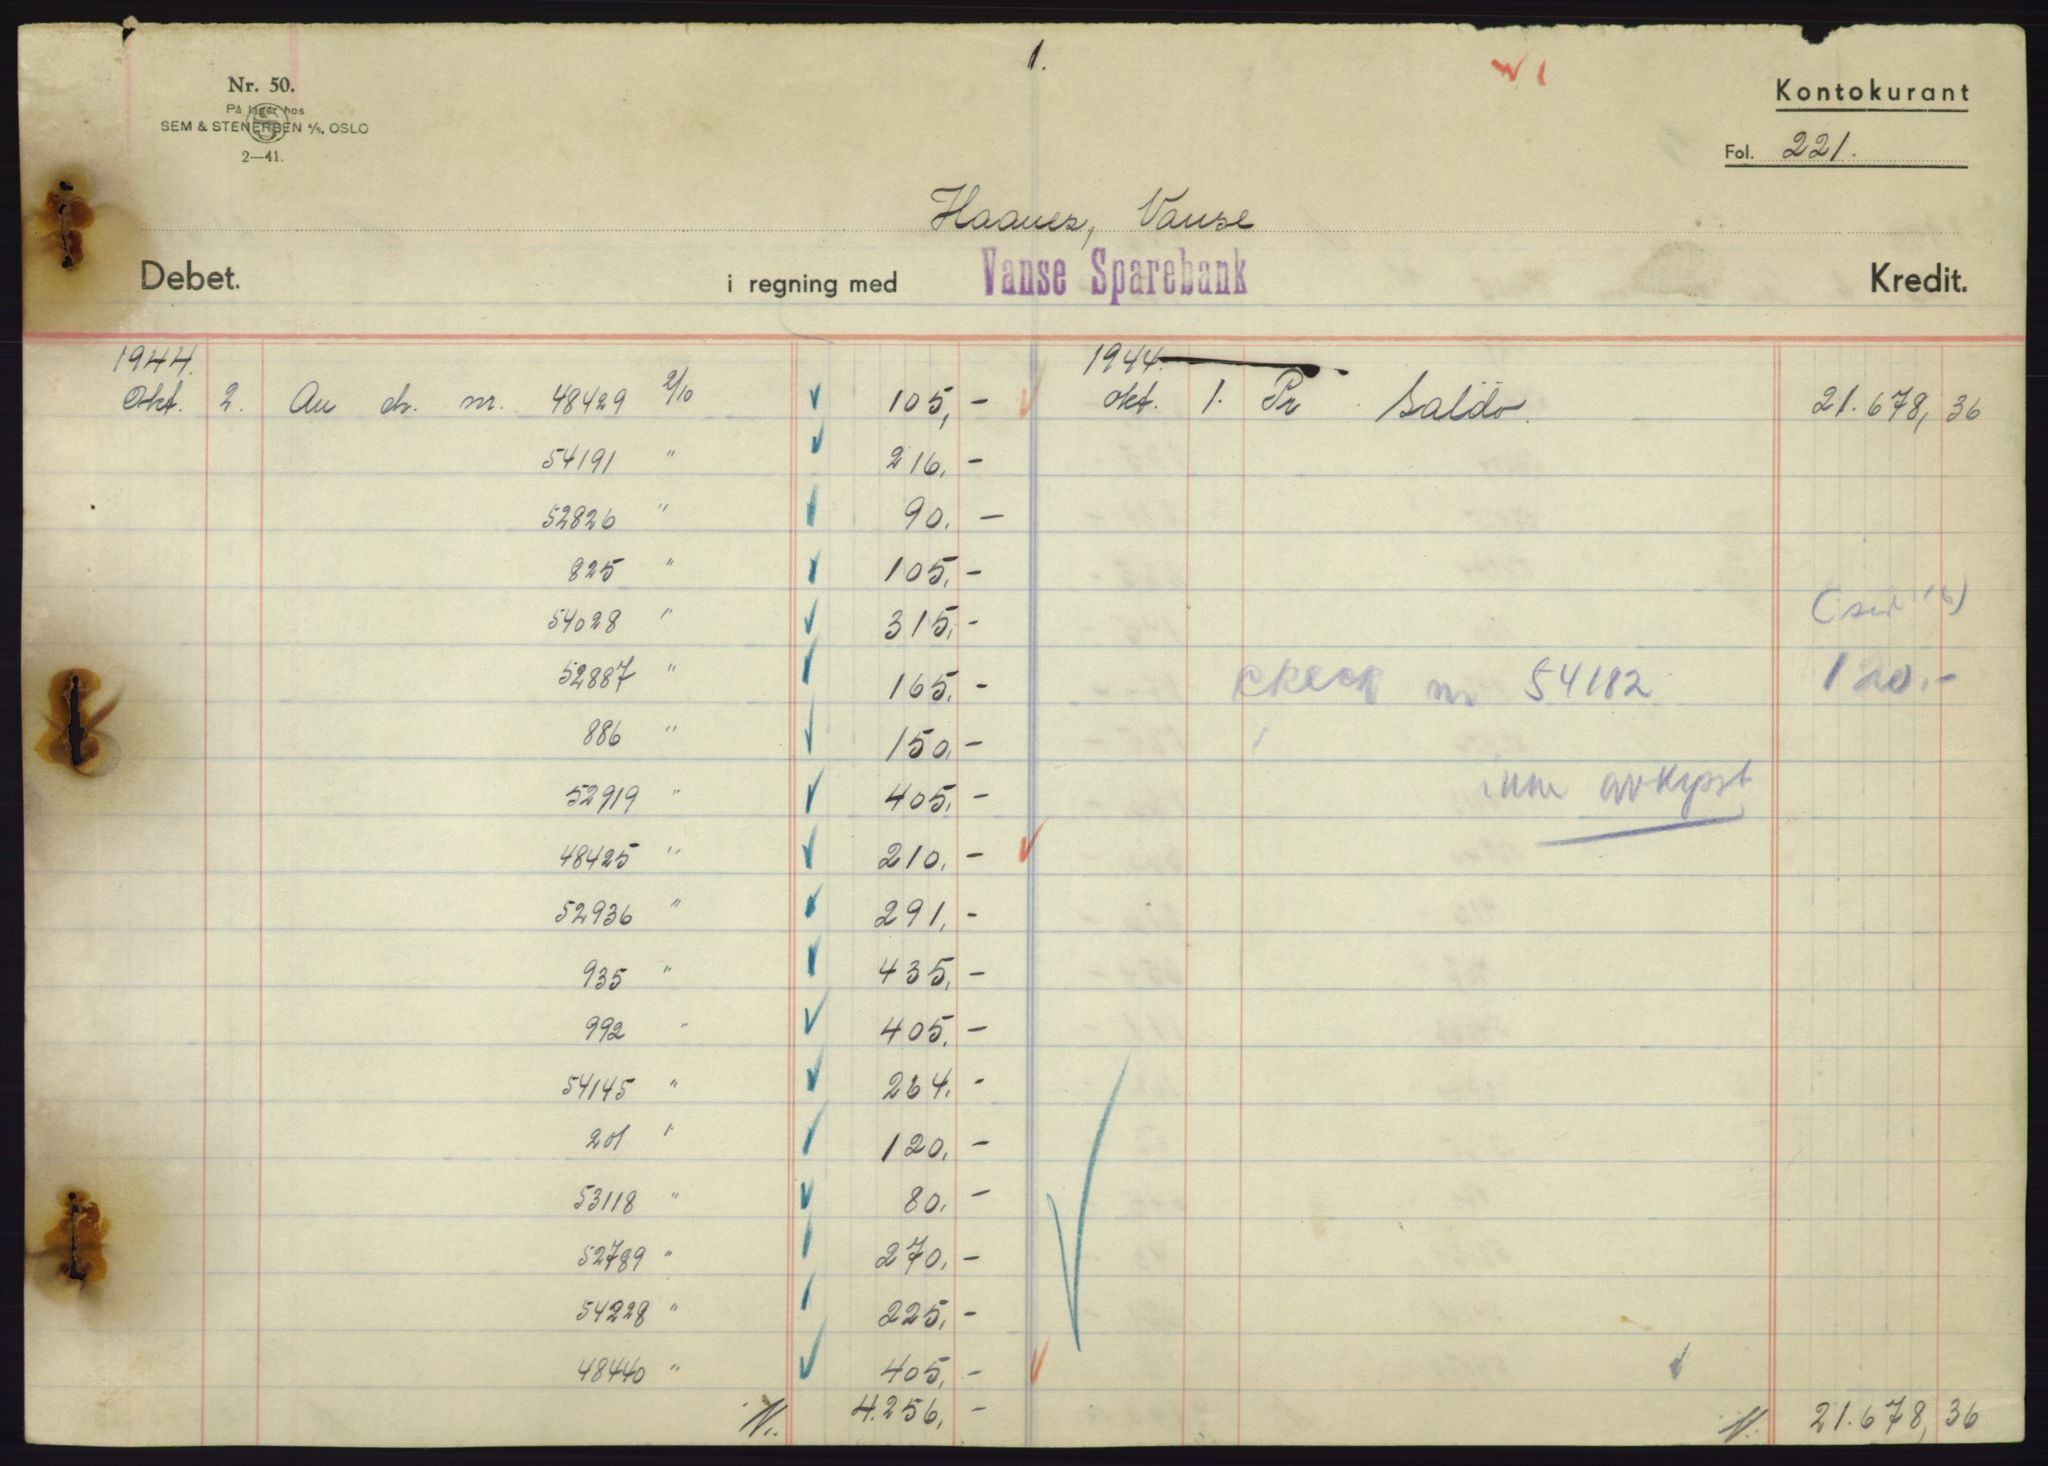 1.
Nr. 50.
På lager hos
SEM & STENERSEN A/S, OSLO
2—41.
Kontokurant
Fol. 221.
Haanes, Vanse
Debet. i regning med Vanse Sparebank Kredit.
1944. 1944.
Okt. 2. An ch. nr. 48429 2/10 105,- okt. 1. Pr Saldo. 21.678,36
54191 " 216,-
52826 " 90,-
825 " 105,-
54028 " 315,-
52887 " 165,- check nr 54182 120.-
886 " 150,-
52919 " 405,- avkrysst
48425 " 210,-
52936 " 291,-
935 " 435,-
992 " 405,-
54145 " 264,-
201 " 120,-
53118 " 80,-
52789 " 270,-
54228 " 225,-
48440 " 405,-
4.256,- 21.678,36